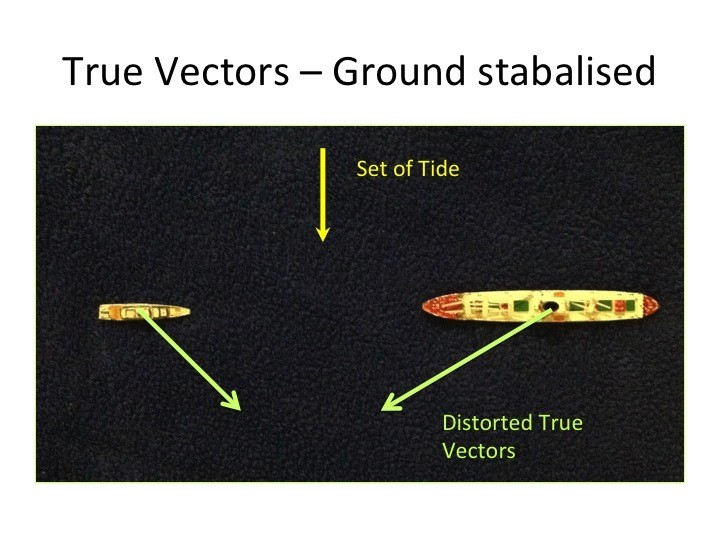 True Vectors – Ground stabalised
Set of Tide
Distorted True
Vectors